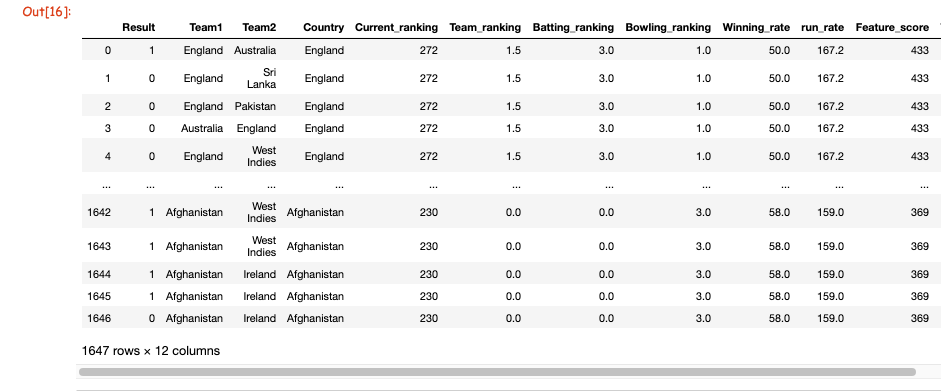 Out[16]:
Result Team1 Team2 Country Current_ranking Team_ranking Batting_ranking Bowling_ranking Winning_rate run_rate Feature_score
0 1 England Australia England 272 1.5 3.0 1.0 50.0 167.2 433
1 0 England Sri Lanka England 272 1.5 3.0 1.0 50.0 167.2 433
2 0 England Pakistan England 272 1.5 3.0 1.0 50.0 167.2 433
3 0 Australia England England 272 1.5 3.0 1.0 50.0 167.2 433
4 0 England West Indies England 272 1.5 3.0 1.0 50.0 167.2 433
... ... ... ... ... ... ... ... ... ... ... ...
1642 1 Afghanistan West Indies Afghanistan 230 0.0 0.0 3.0 58.0 159.0 369
1643 1 Afghanistan West Indies Afghanistan 230 0.0 0.0 3.0 58.0 159.0 369
1644 1 Afghanistan Ireland Afghanistan 230 0.0 0.0 3.0 58.0 159.0 369
1645 1 Afghanistan Ireland Afghanistan 230 0.0 0.0 3.0 58.0 159.0 369
1646 0 Afghanistan Ireland Afghanistan 230 0.0 0.0 3.0 58.0 159.0 369
1647 rows × 12 columns